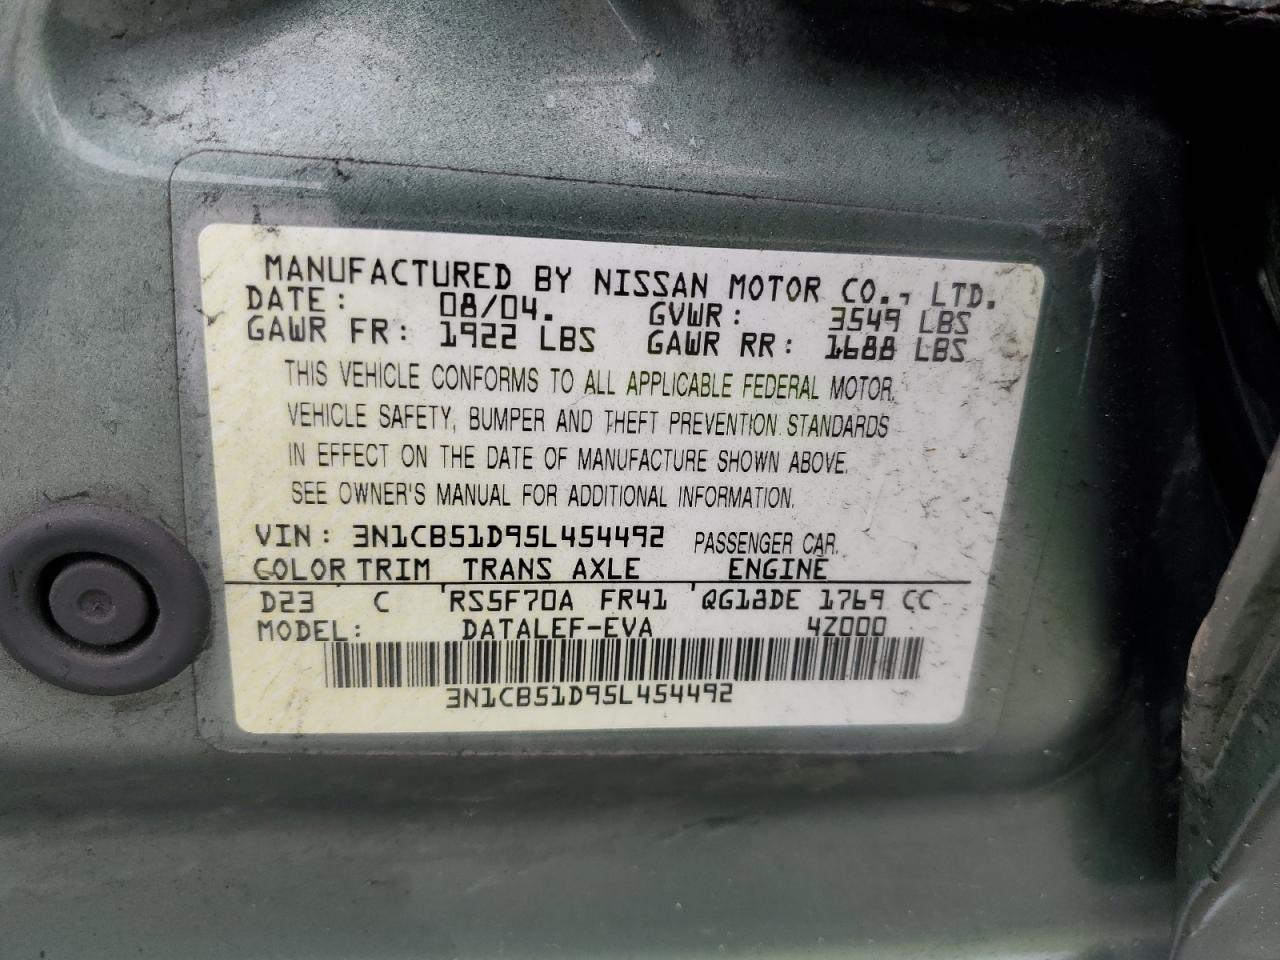 MANUFACTURED BY NISSAN MOTOR CO., LTD.
DATE: 08/04. GVWR: 3549 LBS
GAWR FR: 1922 LBS GAWR RR: 1688 LBS
THIS VEHICLE CONFORMS TO ALL APPLICABLE FEDERAL MOTOR
VEHICLE SAFETY, BUMPER AND THEFT PREVENTION STANDARDS
IN EFFECT ON THE DATE OF MANUFACTURE SHOWN ABOVE.
SEE OWNER'S MANUAL FOR ADDITIONAL INFORMATION.
VIN: 3N1CB51D95L454492 PASSENGER CAR.
COLOR TRIM TRANS AXLE ENGINE
D23 C RS5F70A FR41 QG18DE 1769 CC
MODEL: DATALEF-EVA 4Z000
3N1CB51D95L454492